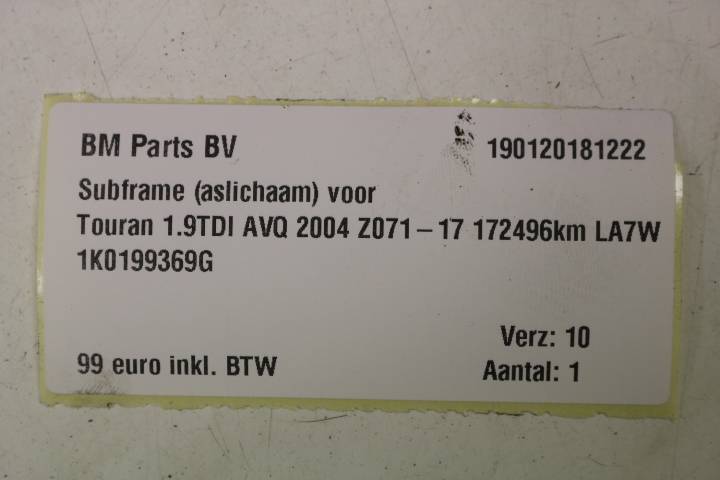 BM Parts BV 190120181222
Subframe (aslichaam) voor
Touran 1.9TDI AVQ 2004 Z071-17 172496km LA7W
1K0199369G
Verz: 10
99 euro inkl. BTW Aantal: 1